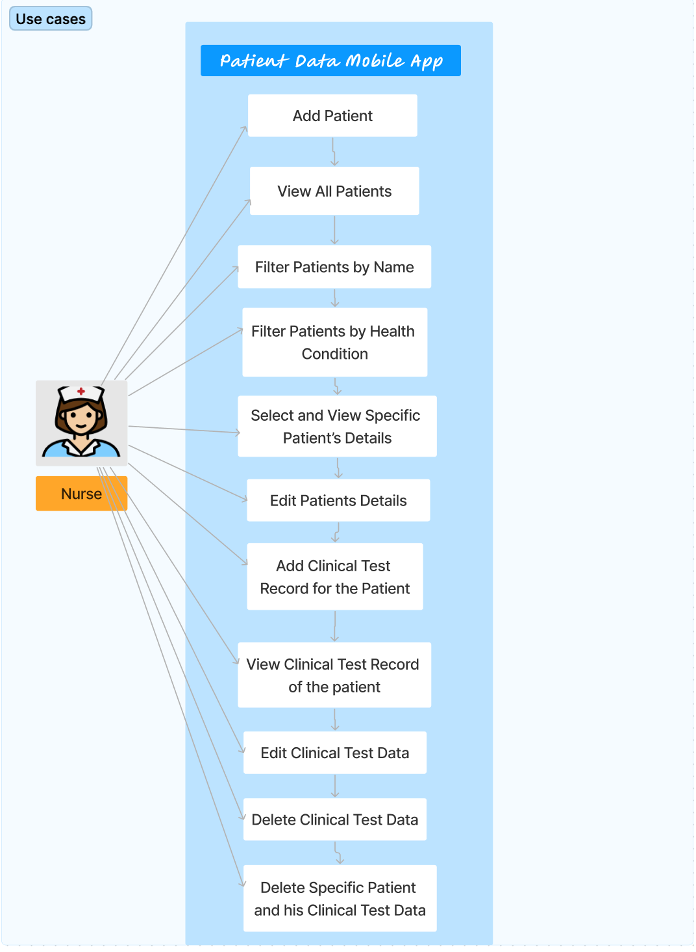 Use cases
Patient Data Mobile App
Add Patient
View All Patients
Filter Patients by Name
Filter Patients by Health
Condition
Select and View Specific
Patient’s Details
Edit Patients Details
Nurse
Add Clinical Test
Record for the Patient
View Clinical Test Record
of the patient
Edit Clinical Test Data
Delete Clinical Test Data
Delete Specific Patient
and his Clinical Test Data